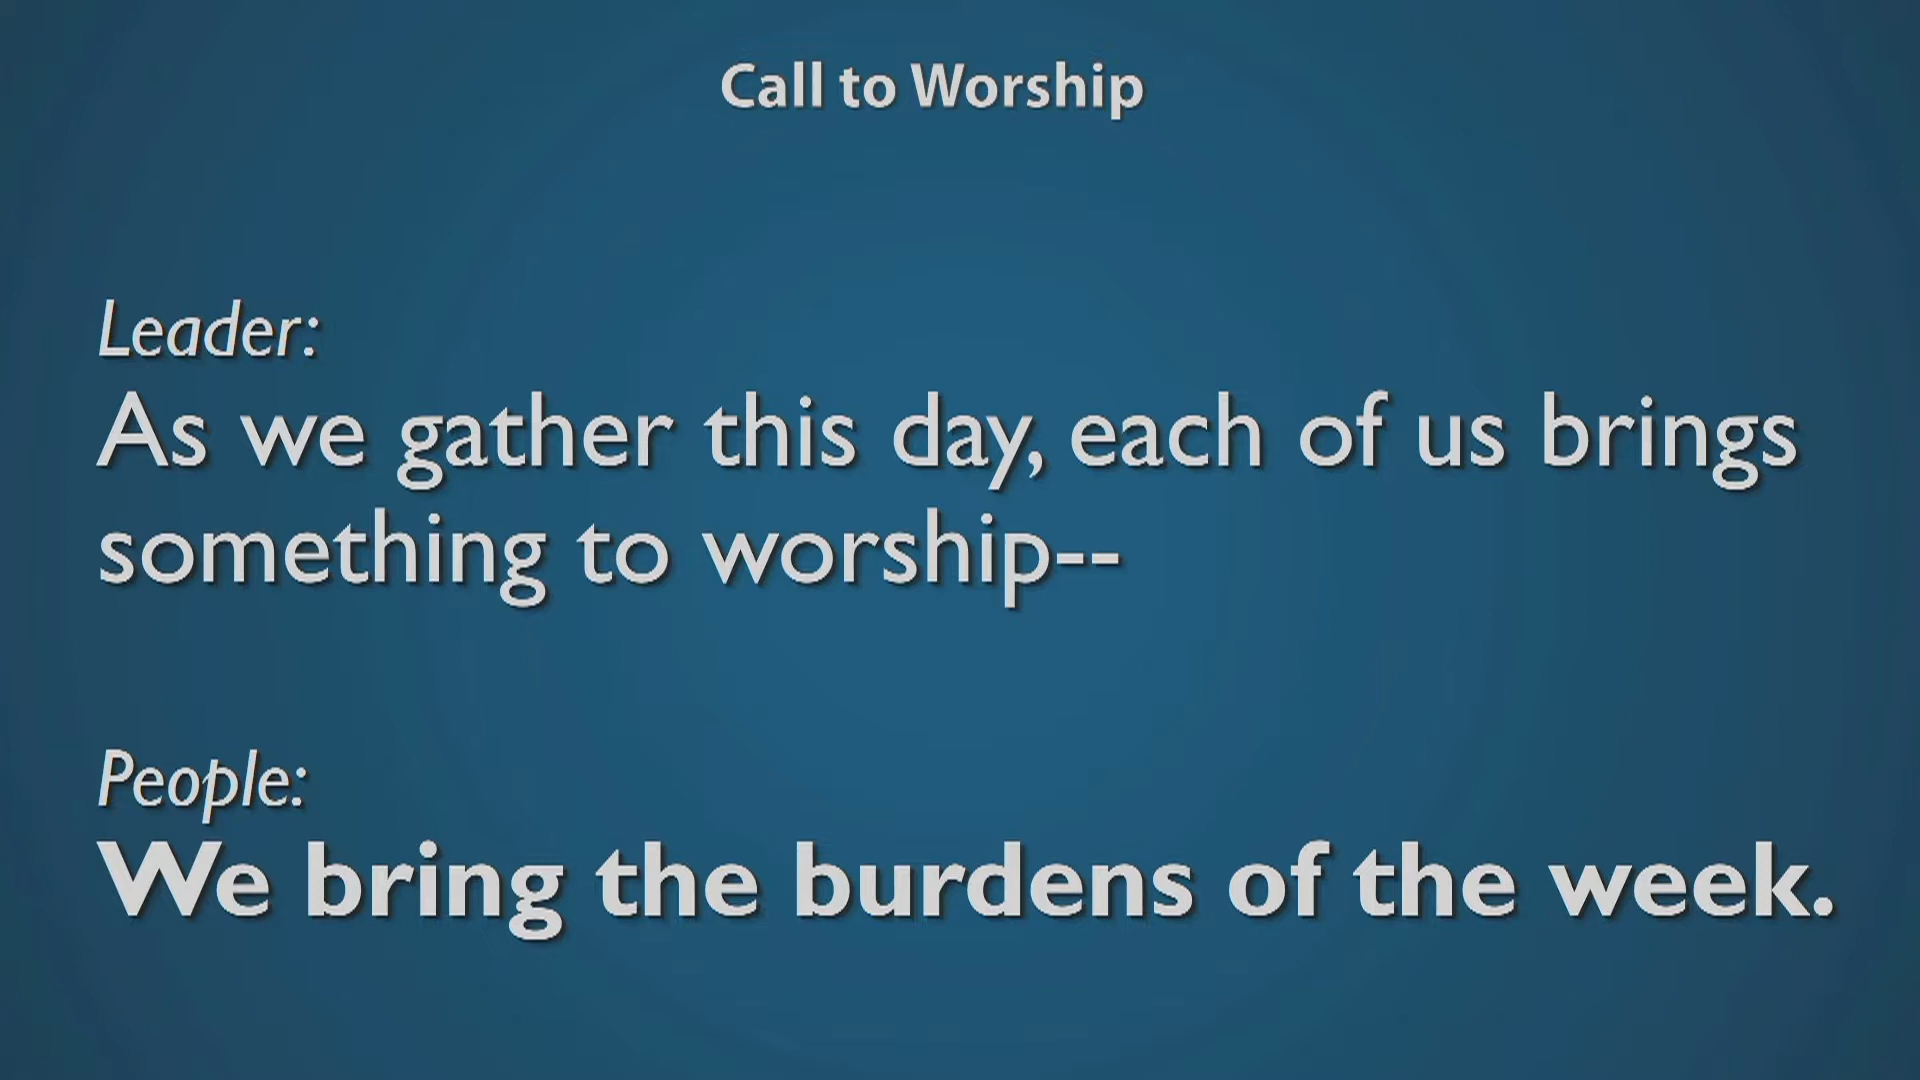 Call to Worship
Leader:
As we gather this day, each of us brings
something to worship--
People:
We bring the burdens of the week.